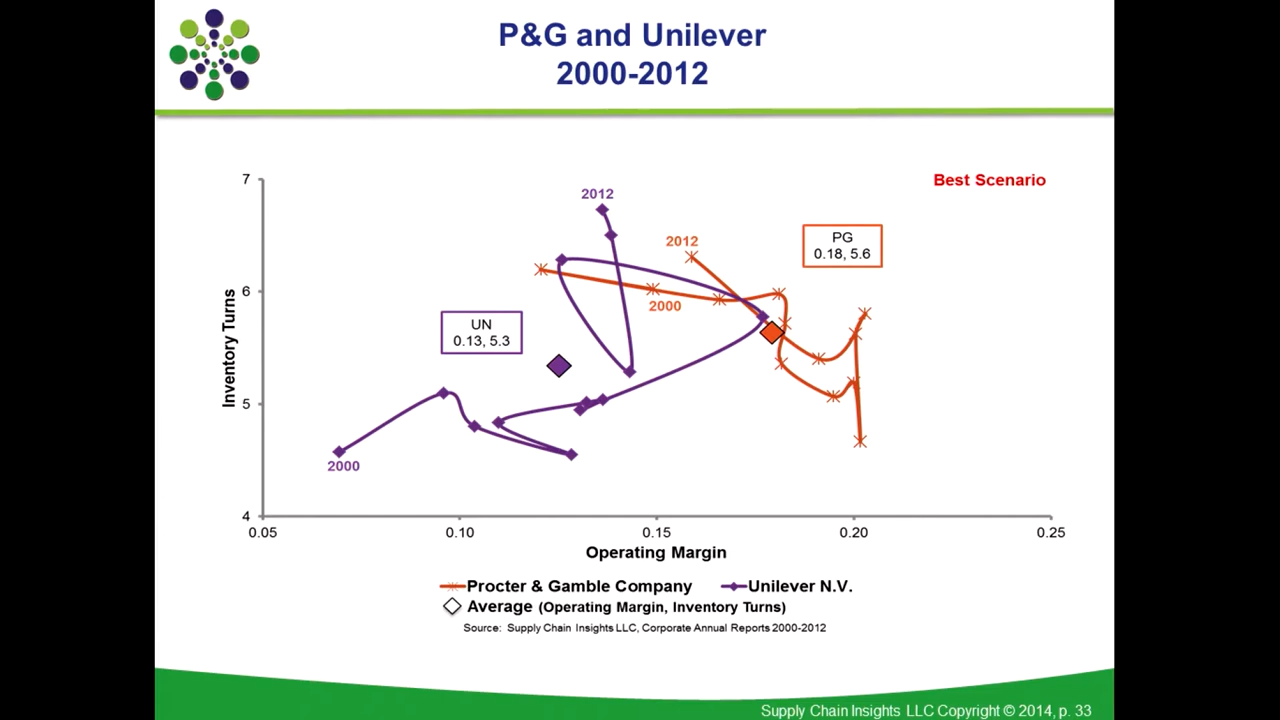 P&G and Unilever
2000-2012
7
2012
Best Scenario
PG
0.18, 5.6
2012
6
2000
UN
0.13, 5.3
Inventory Turns
5
2000
4
0.05
0.10
0.15
0.20
0.25
Operating Margin
Procter & Gamble Company
Unilever N.V.
Average (Operating Margin, Inventory Turns)
Source: Supply Chain Insights LLC, Corporate Annual Reports 2000-2012
Supply Chain Insights LLC Copyright © 2014, p. 33